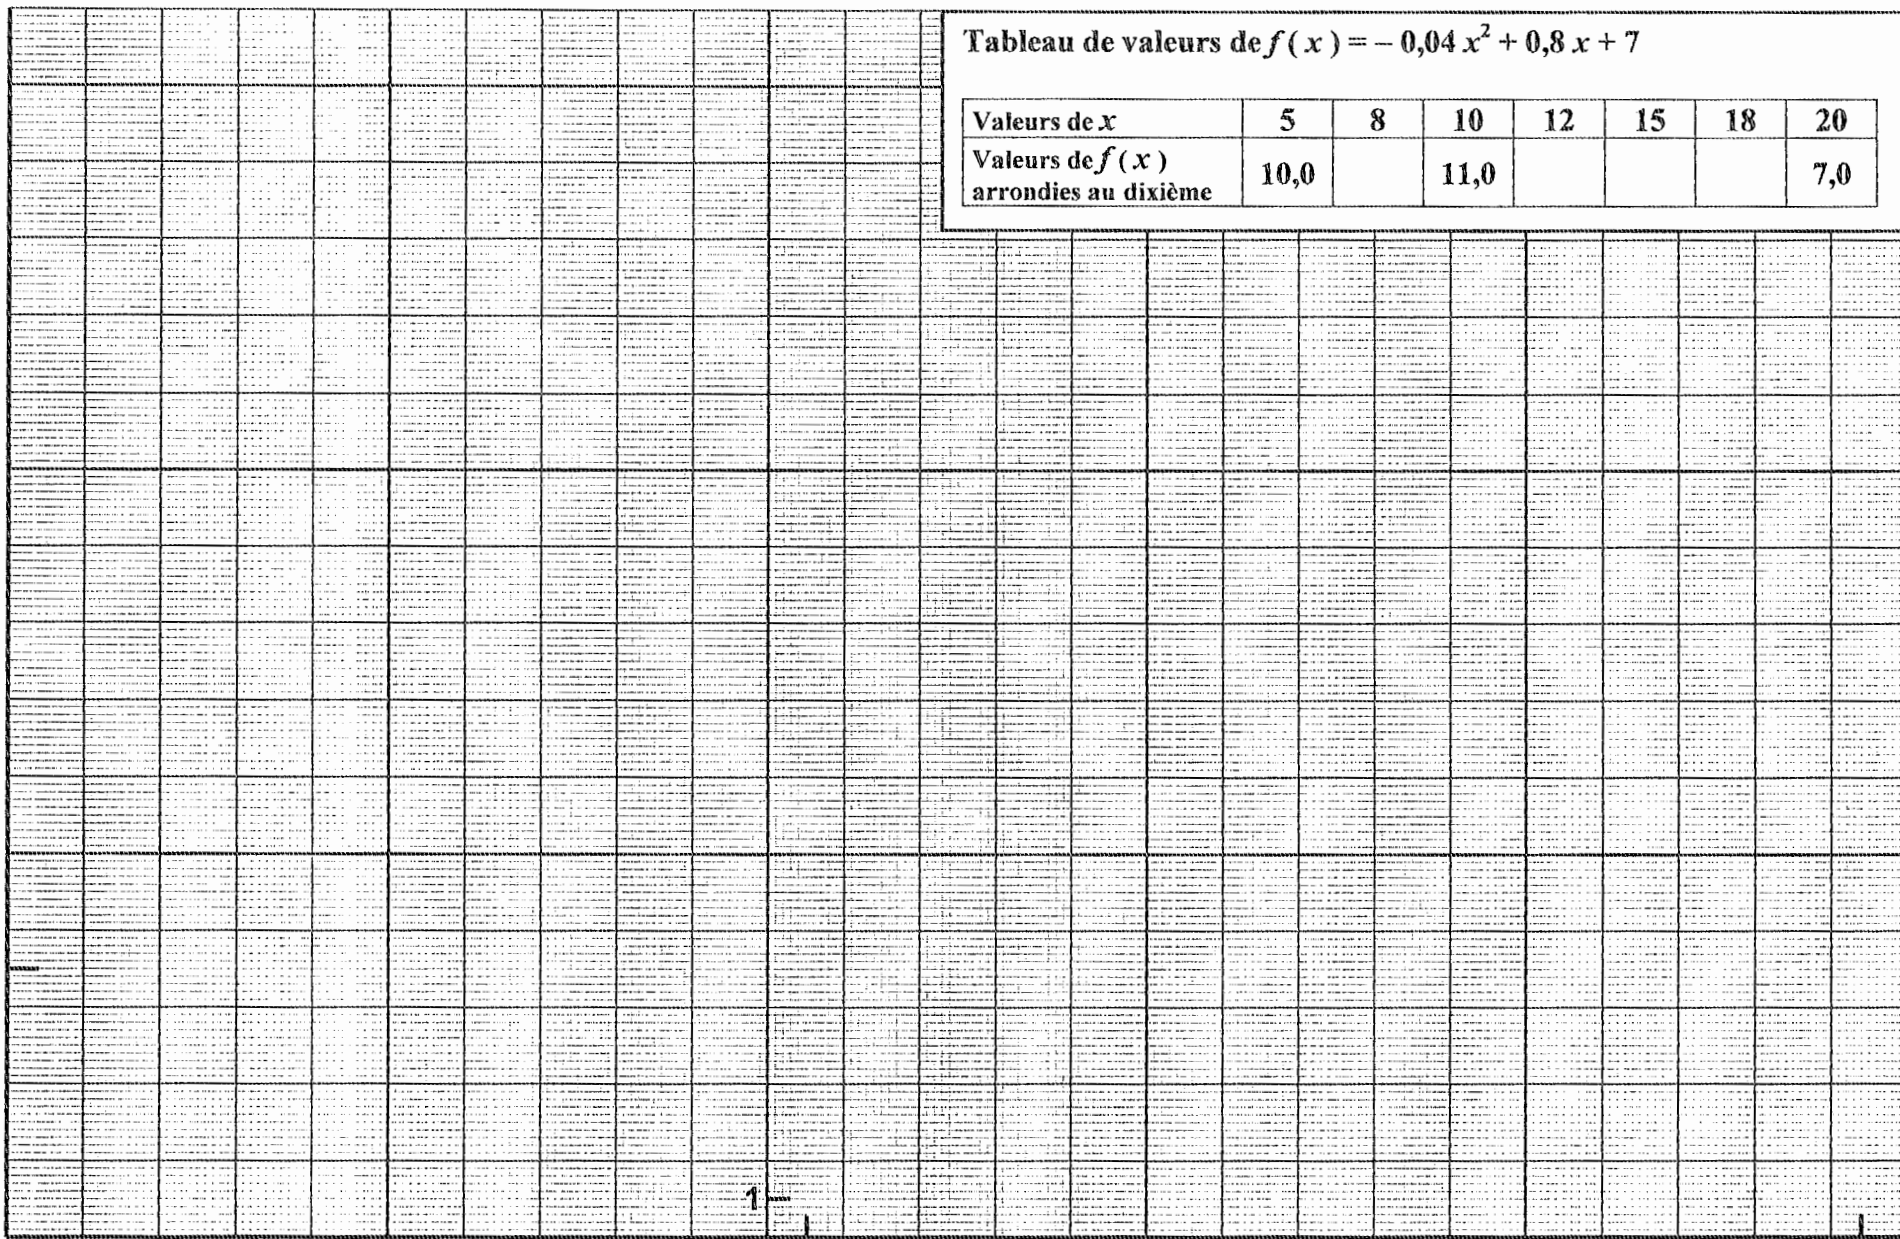 Tableau de valeurs de f ( x ) = – 0,04 x² + 0,8 x + 7
Valeurs de x 5 8 10 12 15 18 20
Valeurs de f ( x )
arrondies au dixième 10,0 11,0 7,0
1